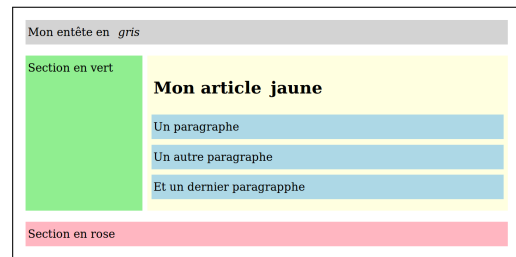 Mon entête en gris
Section en vert
Mon article jaune
Un paragraphe
Un autre paragraphe
Et un dernier paragrapphe
Section en rose